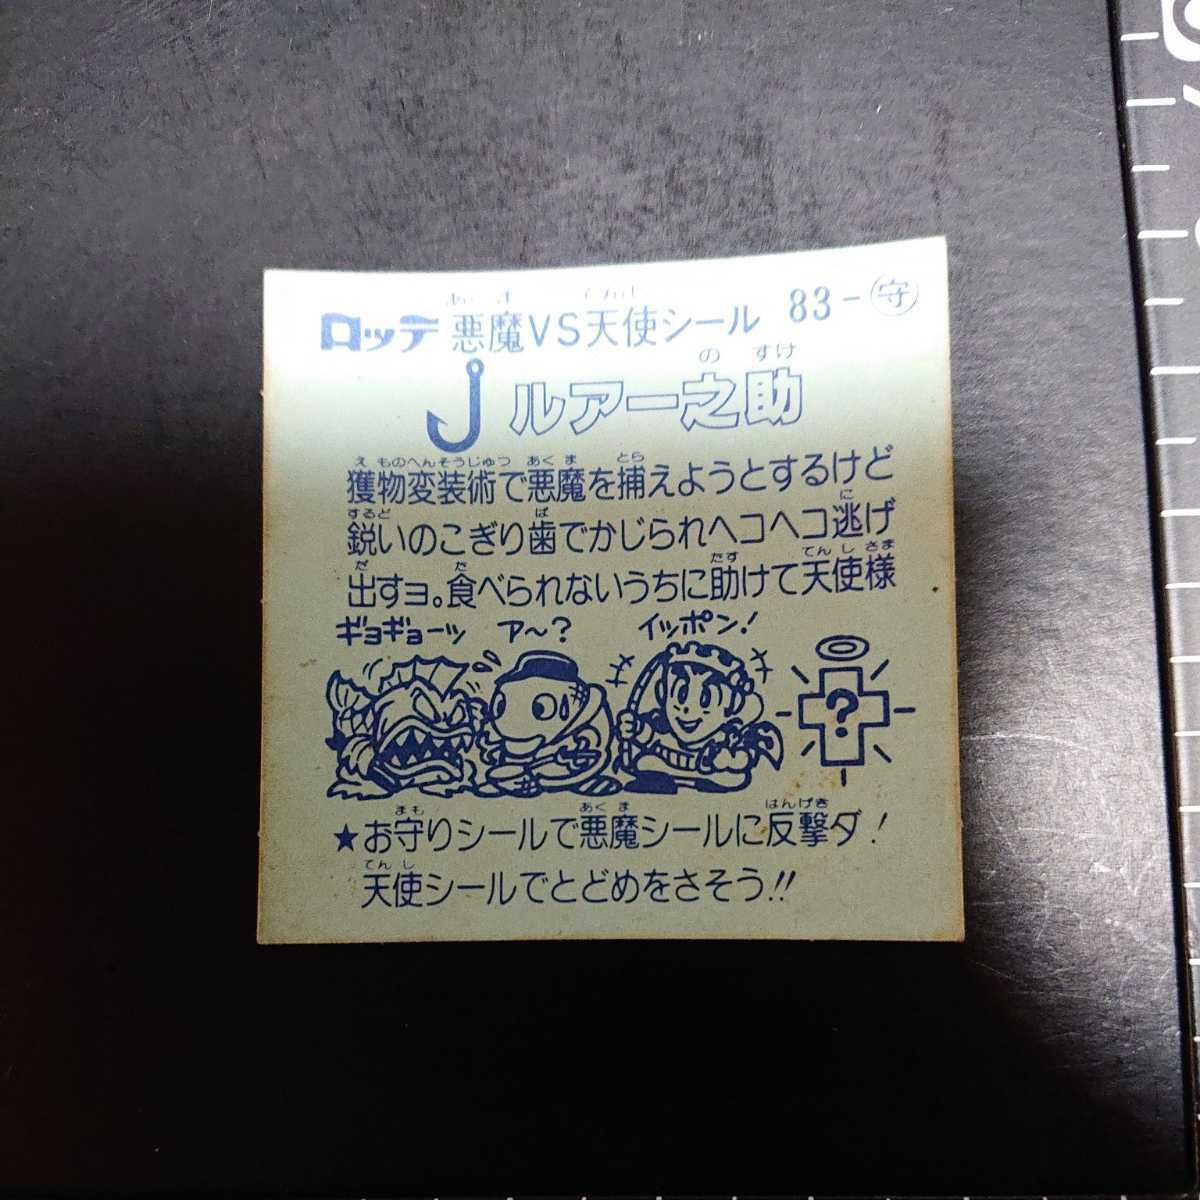 ロッテ 悪魔VS天使シール 83-守
ルアー之助
獲物変装術で悪魔を捕えようとするけど
鋭いのこぎり歯でかじられヘコヘコ逃げ
出すヨ。食べられないうちに助けて天使様
ギョギョーッ ア〜? イッポン!
?
★お守りシールで悪魔シールに反撃ダ!
天使シールでとどめをさそう!!